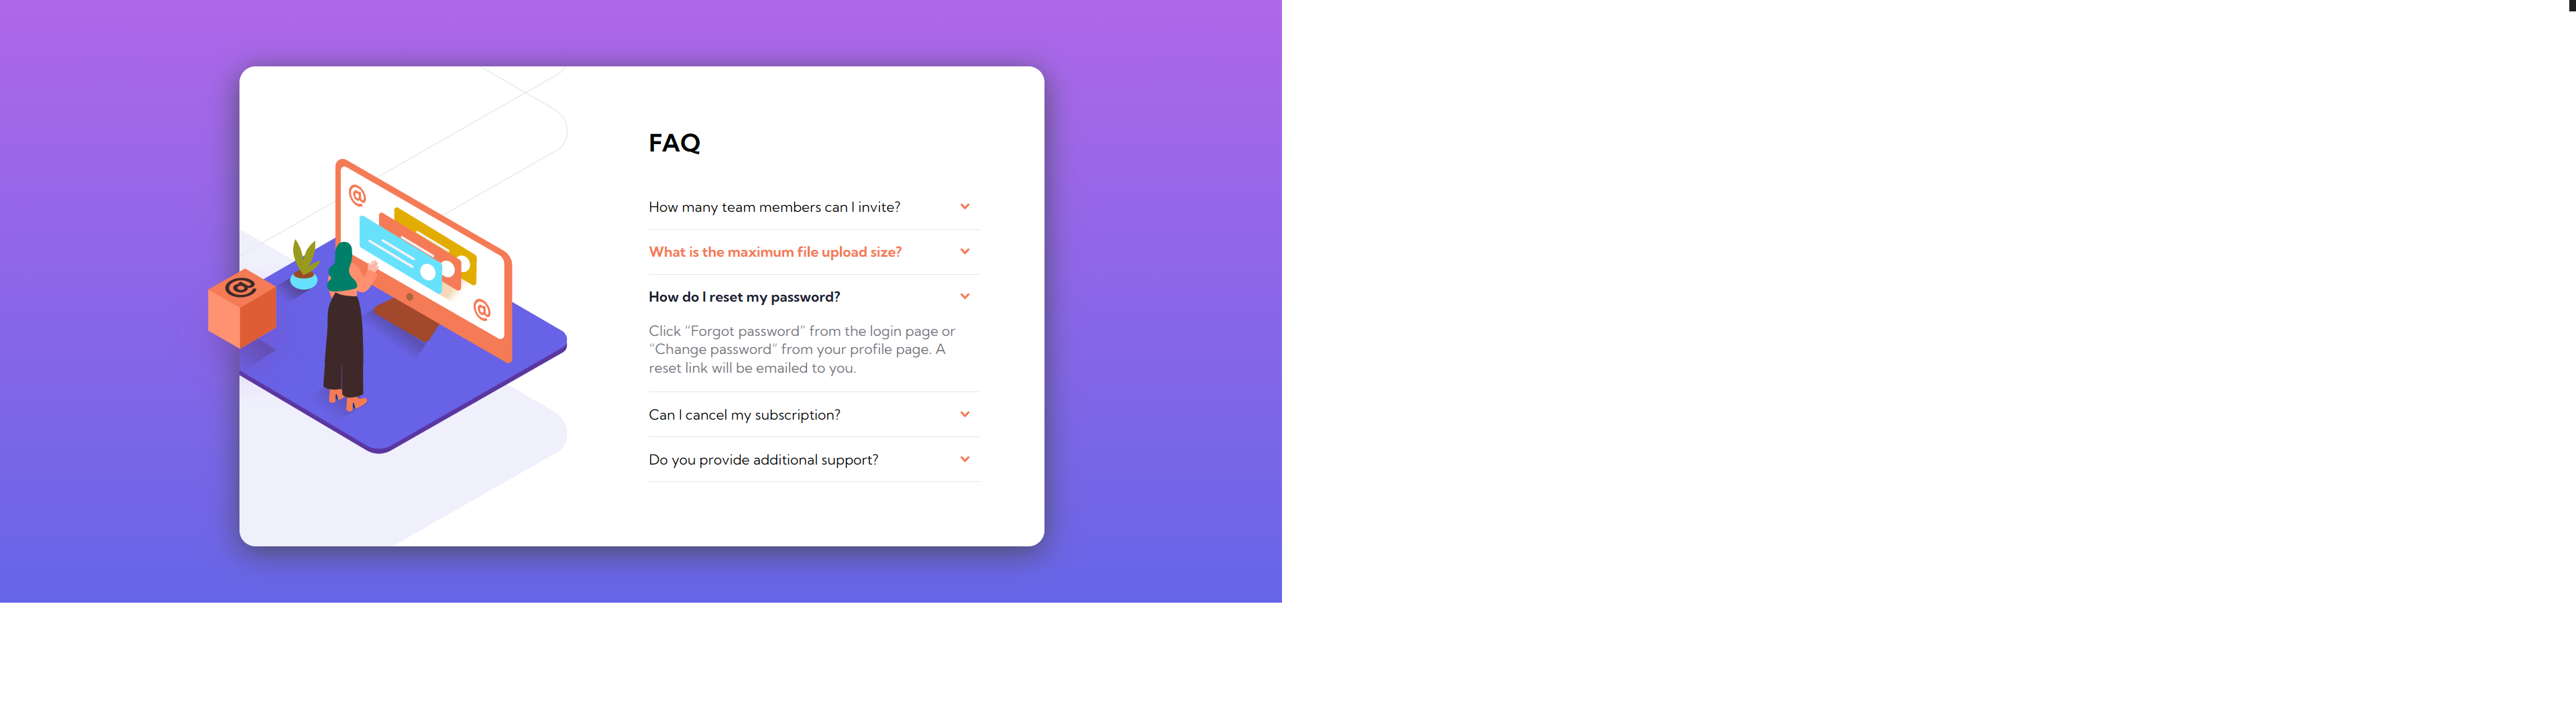 FAQ
How many team members can I invite?
What is the maximum file upload size?
How do I reset my password?
Click “Forgot password” from the login page or
“Change password” from your profile page. A
reset link will be emailed to you.
Can I cancel my subscription?
Do you provide additional support?